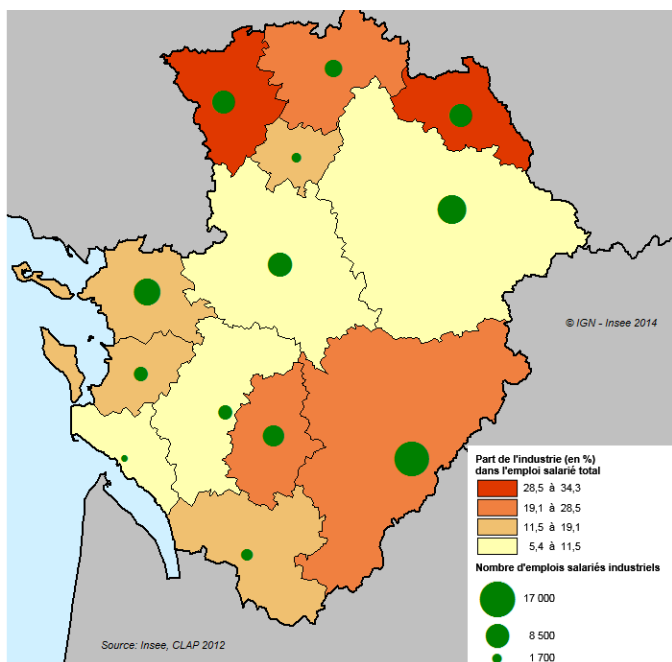 © IGN - Insee 2014
Part de l'industrie (en %)
dans l'emploi salarié total
28,5 à 34,3
19,1 à 28,5
11,5 à 19,1
5,4 à 11,5
Nombre d'emplois salariés industriels
17 000
8 500
1 700
Source: Insee, CLAP 2012